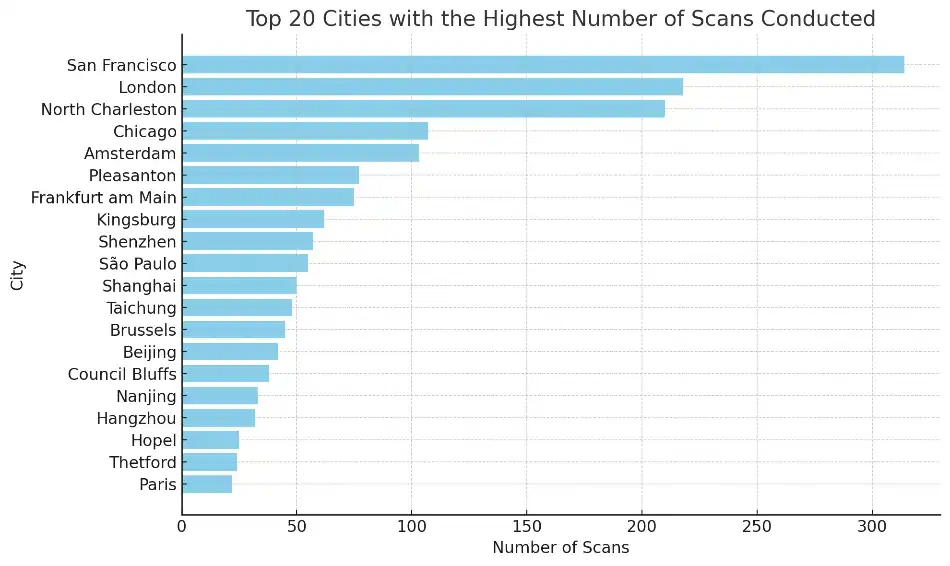 Top 20 Cities with the Highest Number of Scans Conducted
San Francisco
London
North Charleston
Chicago
Amsterdam
Pleasanton
Frankfurt am Main
Kingsburg
Shenzhen
São Paulo
Shanghai
Taichung
Brussels
Beijing
Council Bluffs
Nanjing
Hangzhou
Hopel
Thetford
Paris
City
0 50 100 150 200 250 300
Number of Scans